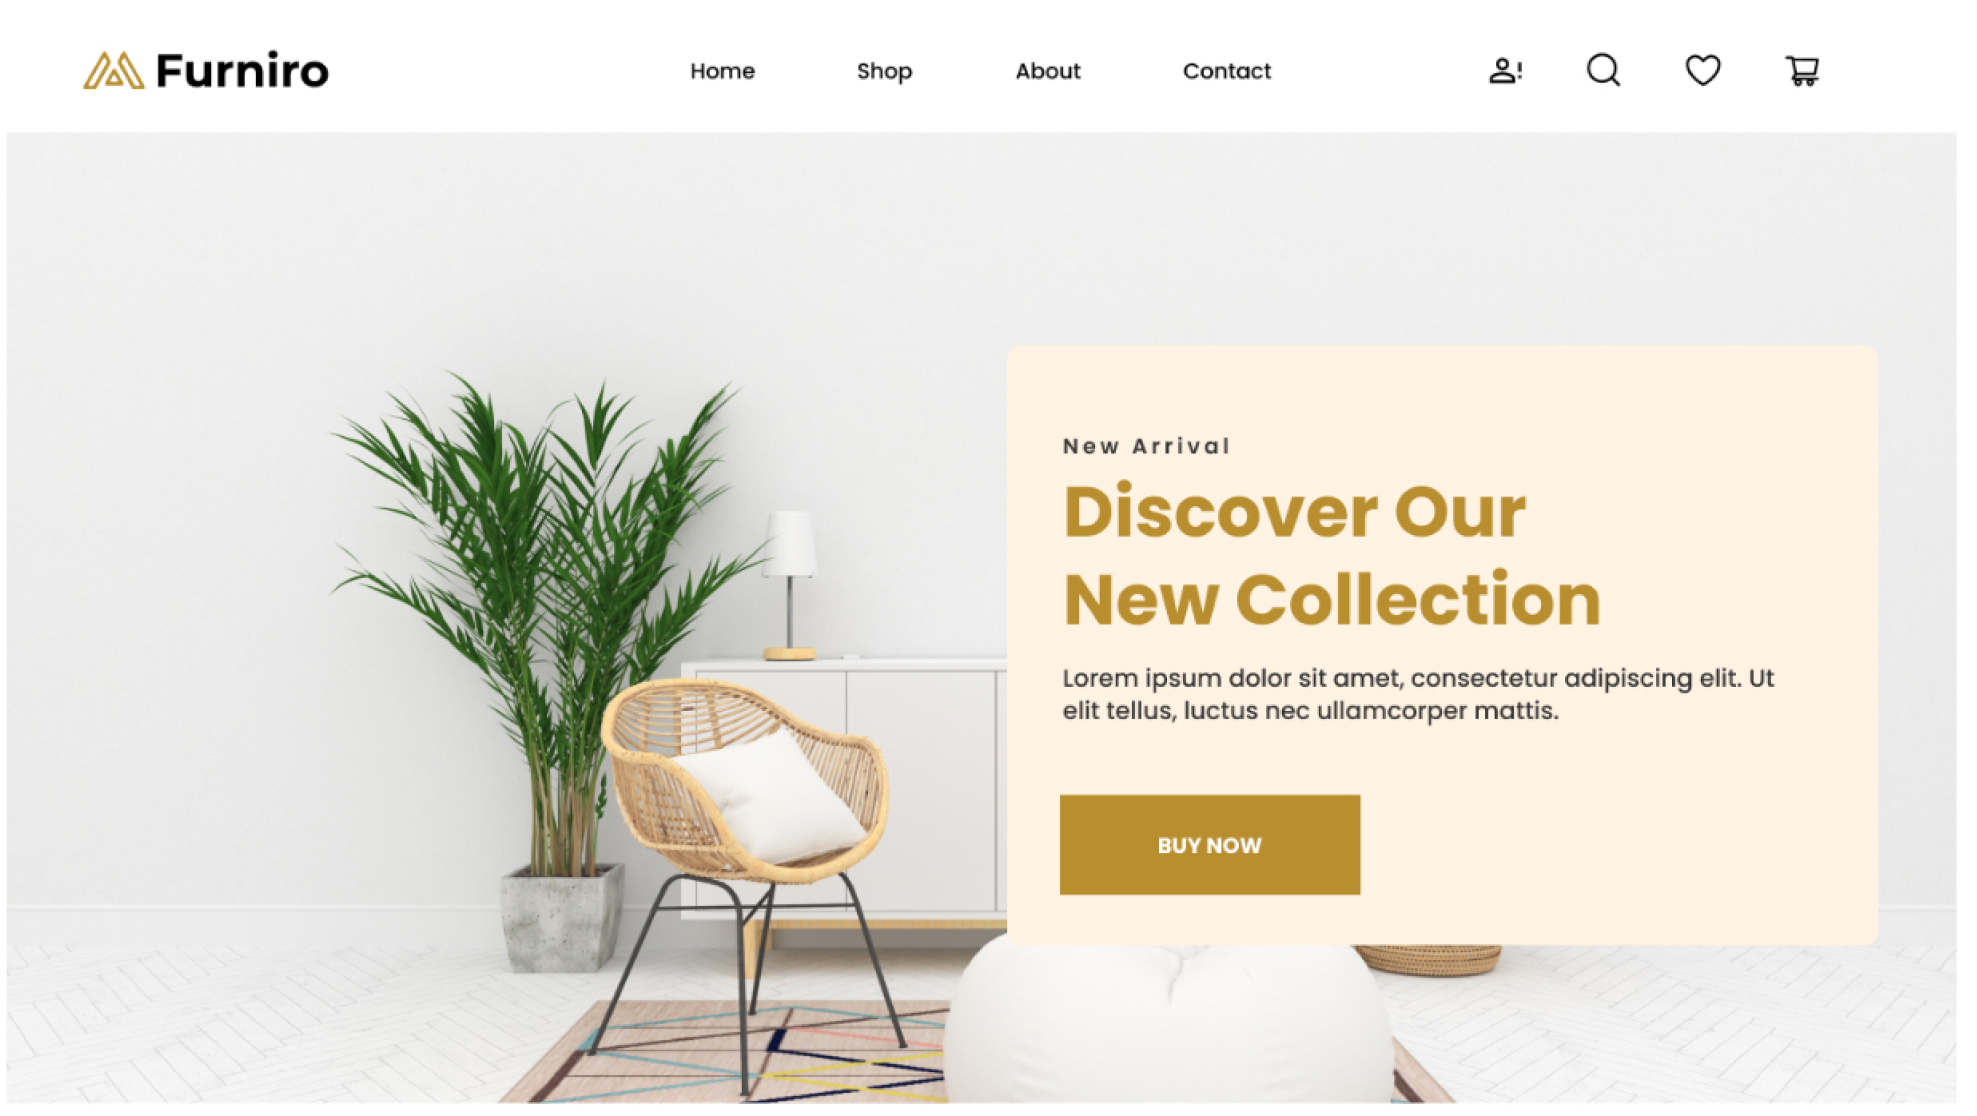 Furniro
Home
Shop
About
Contact
New Arrival
Discover Our
New Collection
Lorem ipsum dolor sit amet, consectetur adipiscing elit. Ut
elit tellus, luctus nec ullamcorper mattis.
BUY NOW